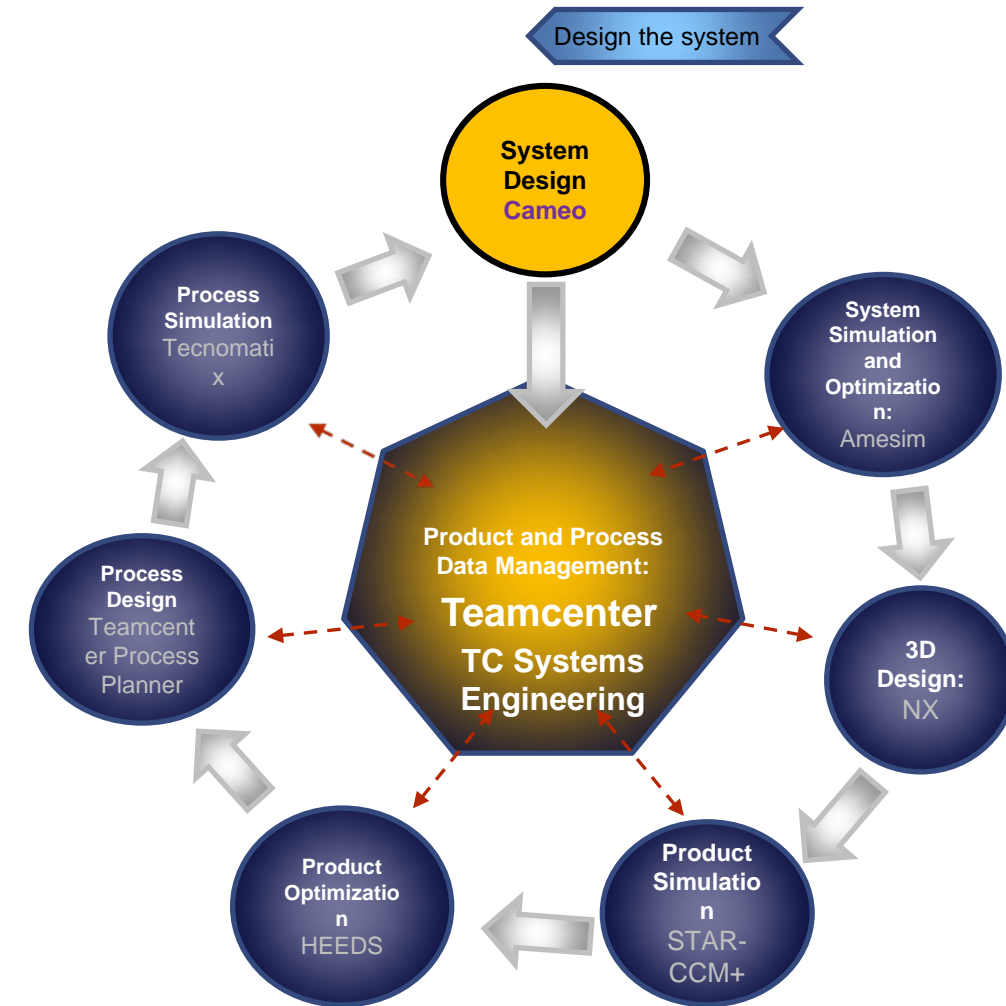 Design the system
System
Design
Cameo
Process
Simulation
Tecnomati
x
System
Simulation
and
Optimizatio
n:
Amesim
Product and Process
Data Management:
Teamcenter
TC Systems
Engineering
Process
Design
Teamcent
er Process
Planner
3D
Design:
NX
Product
Optimizatio
n
HEEDS
Product
Simulatio
n
STAR-
CCM+